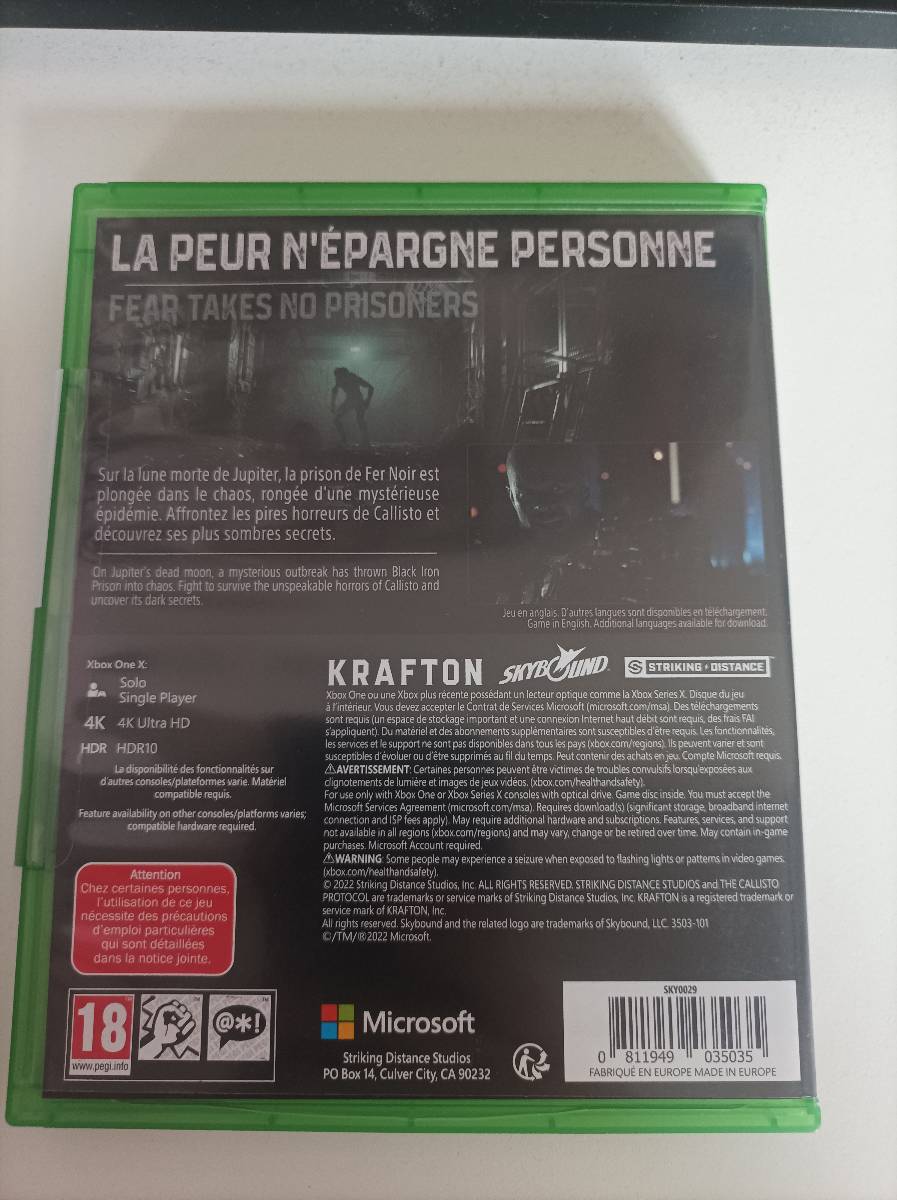 LA PEUR N'ÉPARGNE PERSONNE
FEAR TAKES NO PRISONERS
Sur la lune morte de Jupiter, la prison de Fer Noir est
plongée dans le chaos, rongée d'une mystérieuse
épidémie. Affrontez les pires horreurs de Callisto et
découvrez ses plus sombres secrets.
On Jupiter's dead moon, a mysterious outbreak has thrown Black Iron
Prison into chaos. Fight to survive the unspeakable horrors of Callisto and
uncover its dark secrets.
Jeu en anglais. D'autres langues sont disponibles en téléchargement.
Game in English. Additional languages available for download.
Xbox One X:
Solo
Single Player
4K 4K Ultra HD
HDR HDR10
La disponibilité des fonctionnalités sur
d'autres consoles/plateformes varie. Matériel
compatible requis.
Feature availability on other consoles/platforms varies;
compatible hardware required.
KRAFTON SKYBOUND S STRIKING DISTANCE
Xbox One ou une Xbox plus récente possédant un lecteur optique comme la Xbox Series X. Disque du jeu
à l'intérieur. Vous devez accepter le Contrat de Services Microsoft (microsoft.com/msa). Des téléchargements
sont requis (un espace de stockage important et une connexion Internet haut débit sont requis, des frais FAI
s'appliquent). Du matériel et des abonnements supplémentaires sont susceptibles d'être requis. Les fonctionnalités,
les services et le support ne sont pas disponibles dans tous les pays (xbox.com/regions). Ils peuvent varier et sont
susceptibles d'évoluer ou d'être supprimés au fil du temps. Peut contenir des achats en jeu. Compte Microsoft requis.
⚠AVERTISSEMENT: Certaines personnes peuvent être victimes de troubles convulsifs lorsqu'exposées aux
clignotements de lumière et images de jeux vidéos. (xbox.com/healthandsafety).
For use only with Xbox One or Xbox Series X consoles with optical drive. Game disc inside. You must accept the
Microsoft Services Agreement (microsoft.com/msa). Requires download(s) (significant storage, broadband internet
connection and ISP fees apply). May require additional hardware and subscriptions. Features, services, and support
not available in all regions (xbox.com/regions) and may vary, change or be retired over time. May contain in-game
purchases. Microsoft Account required.
⚠WARNING: Some people may experience a seizure when exposed to flashing lights or patterns in video games.
(xbox.com/healthandsafety).
© 2022 Striking Distance Studios, Inc. ALL RIGHTS RESERVED. STRIKING DISTANCE STUDIOS and THE CALLISTO
PROTOCOL are trademarks or service marks of Striking Distance Studios, Inc. KRAFTON is a registered trademark or
service mark of KRAFTON, Inc.
All rights reserved. Skybound and the related logo are trademarks of Skybound, LLC. 3503-101
©/TM/®2022 Microsoft.
Attention
Chez certaines personnes,
l'utilisation de ce jeu
nécessite des précautions
d'emploi particulières
qui sont détaillées
dans la notice jointe.
18
www.pegi.info
@*!
Microsoft
Striking Distance Studios
PO Box 14, Culver City, CA 90232
SKY0029
0 811949 035035
FABRIQUÉ EN EUROPE MADE IN EUROPE